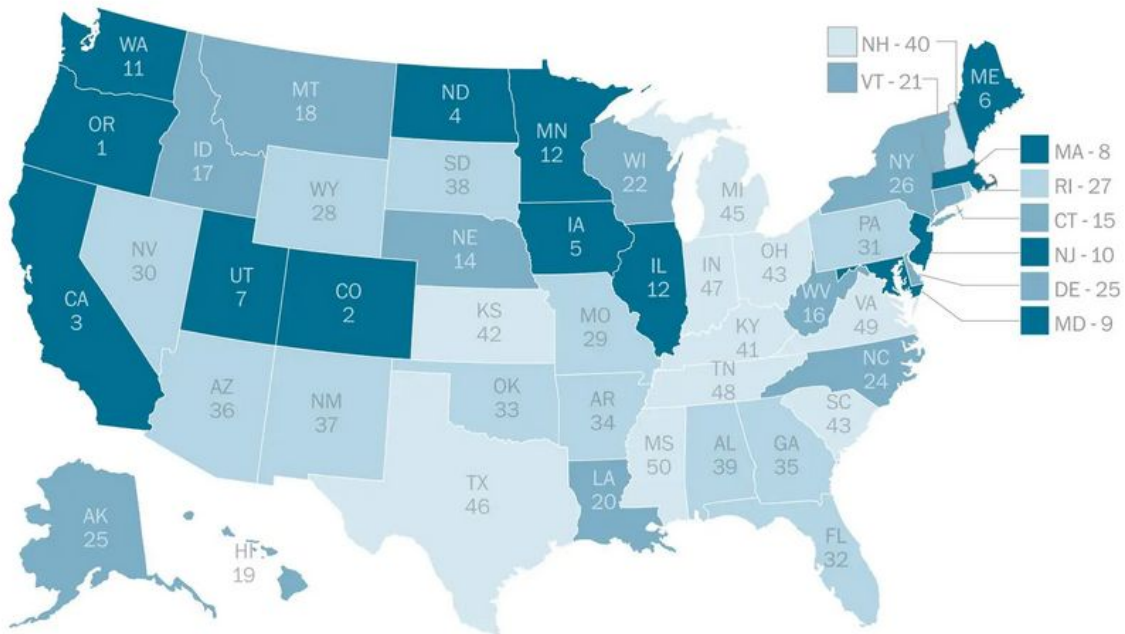 WA
11
OR
1
CA
3
NV
30
ID
17
MT
18
WY
28
UT
7
CO
2
AZ
36
NM
37
ND
4
SD
38
NE
14
KS
42
OK
33
TX
46
MN
12
IA
5
MO
29
AR
34
LA
20
WI
22
IL
12
MI
45
IN
47
OH
43
KY
41
TN
48
MS
50
AL
39
GA
35
FL
32
SC
43
NC
24
VA
49
WV
16
PA
31
NY
26
ME
6
NH - 40
VT - 21
MA - 8
RI - 27
CT - 15
NJ - 10
DE - 25
MD - 9
AK
25
HI
19